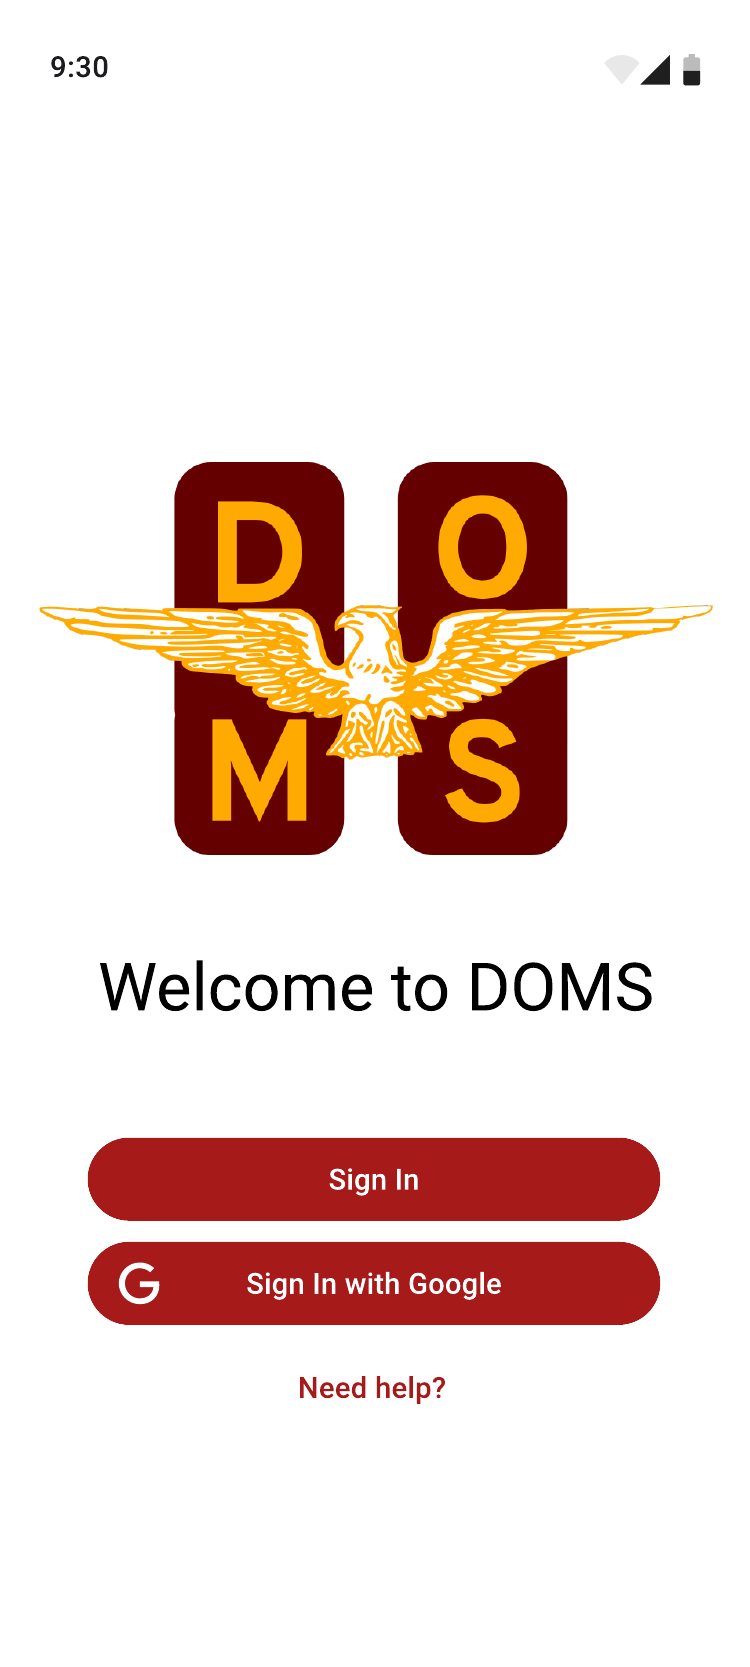 9:30
D O
M S
Welcome to DOMS
Sign In
G Sign In with Google
Need help?